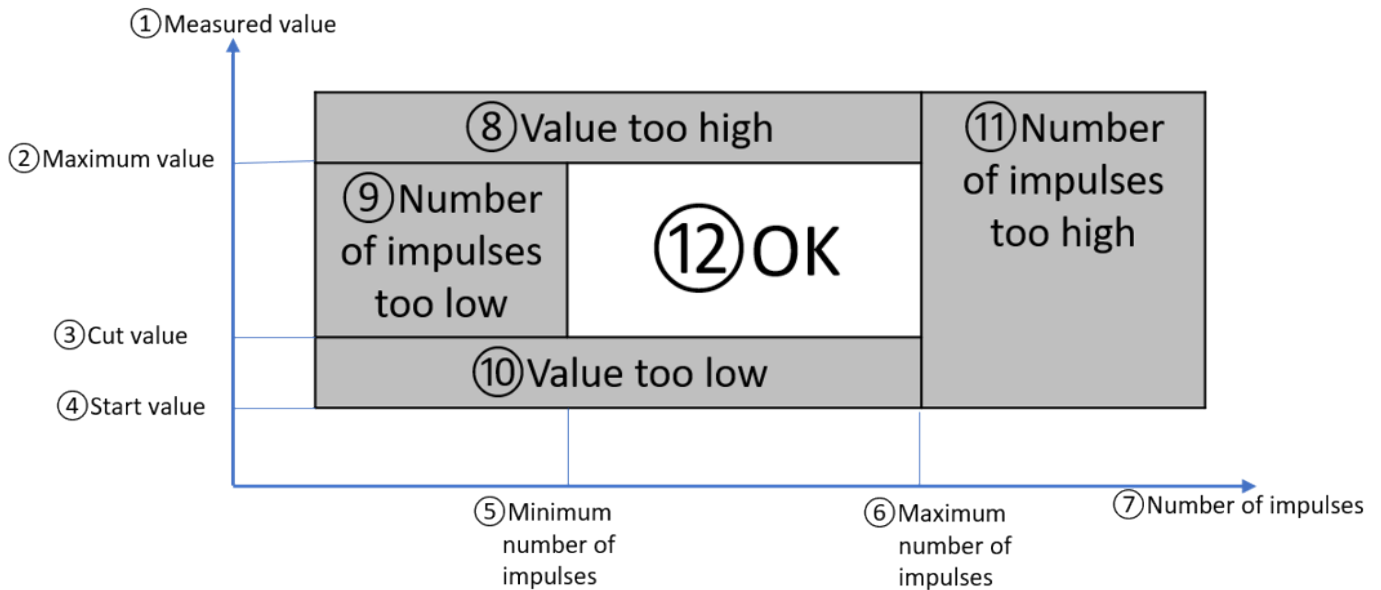 ①Measured value
⑧Value too high
⑪Number
of impulses
too high
②Maximum value
⑨Number
of impulses
too low
⑫OK
③Cut value
⑩Value too low
④Start value
⑤Minimum
number of
impulses
⑥Maximum
number of
impulses
⑦Number of impulses